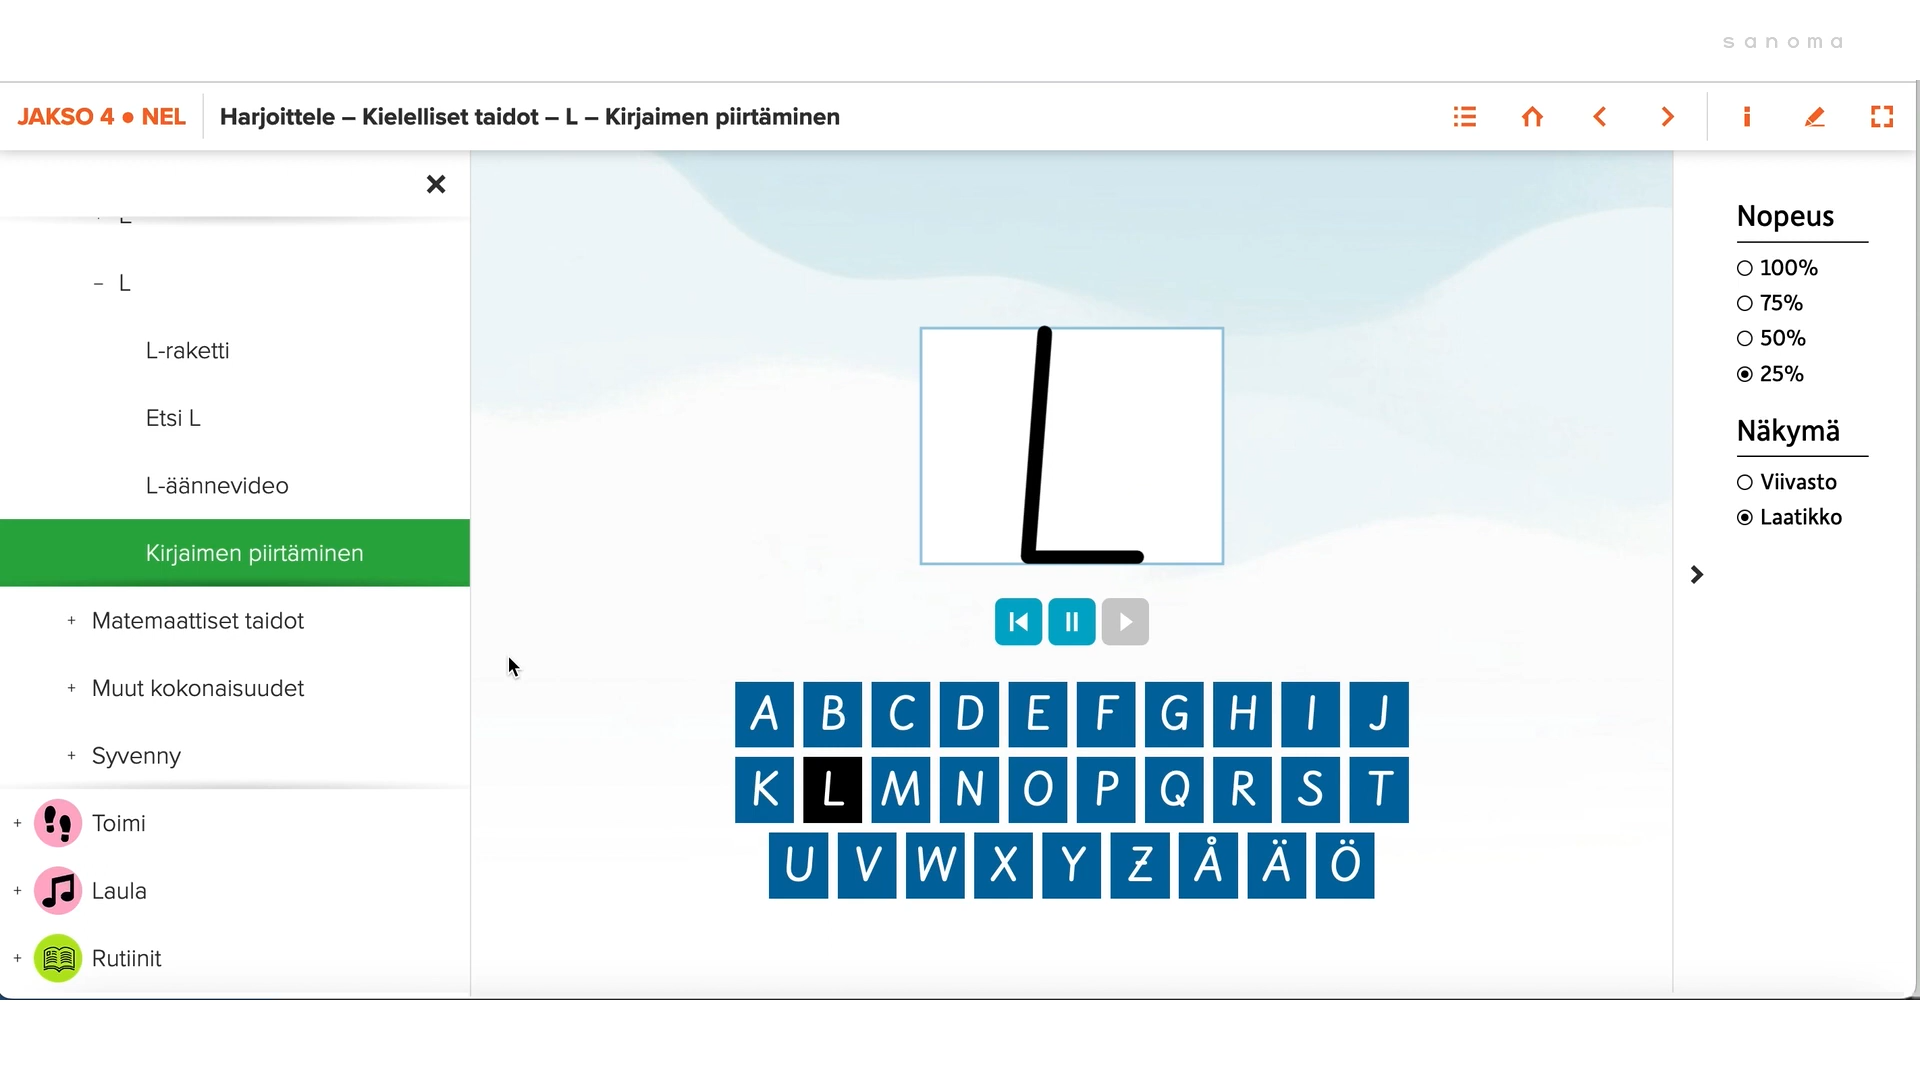 sanoma
JAKSO 4 ● NEL
Harjoittele – Kielelliset taidot – L – Kirjaimen piirtäminen
– L
L-raketti
Etsi L
L-äännevideo
Kirjaimen piirtäminen
+ Matemaattiset taidot
+ Muut kokonaisuudet
+ Syvenny
+ Toimi
+ Laula
+ Rutiinit
L
A B C D E F G H I J
K L M N O P Q R S T
U V W X Y Z Å Ä Ö
Nopeus
100%
75%
50%
25%
Näkymä
Viivasto
Laatikko